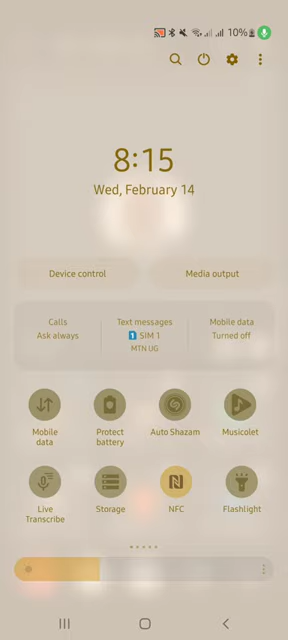 10%
8:15
Wed, February 14
Device control
Media output
Calls
Ask always
Text messages
1 SIM 1
MTN UG
Mobile data
Turned off
Mobile
data
Protect
battery
Auto Shazam
Musicolet
Live
Transcribe
Storage
NFC
Flashlight